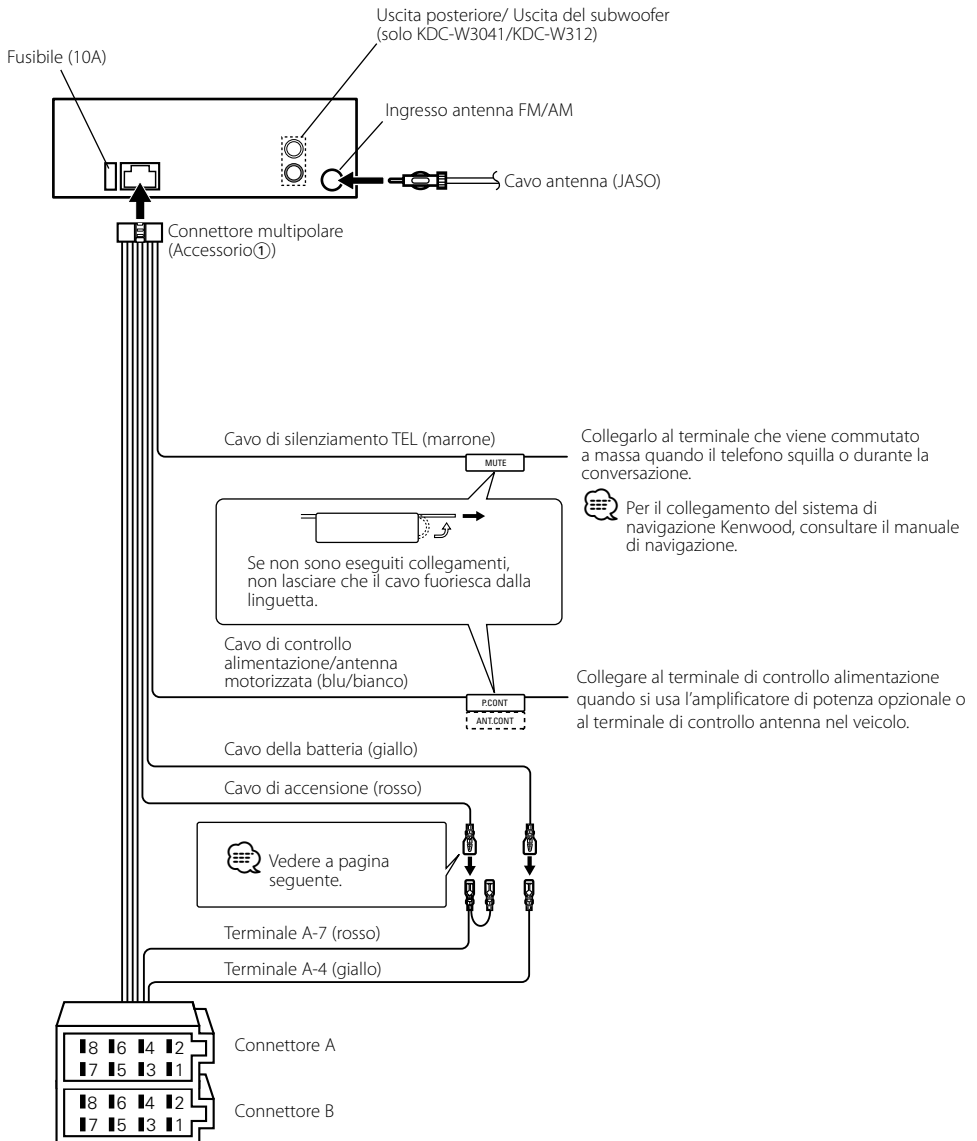 Uscita posteriore/ Uscita del subwoofer
(solo KDC-W3041/KDC-W312)
Fusibile (10A)
Ingresso antenna FM/AM
Cavo antenna (JASO)
Connettore multipolare
(Accessorio①)
Cavo di silenziamento TEL (marrone)
MUTE
Collegarlo al terminale che viene commutato
a massa quando il telefono squilla o durante la
conversazione.
Per il collegamento del sistema di
navigazione Kenwood, consultare il manuale
di navigazione.
Se non sono eseguiti collegamenti,
non lasciare che il cavo fuoriesca dalla
linguetta.
Cavo di controllo
alimentazione/antenna
motorizzata (blu/bianco)
P.CONT
ANT.CONT
Collegare al terminale di controllo alimentazione
quando si usa l'amplificatore di potenza opzionale o
al terminale di controllo antenna nel veicolo.
Cavo della batteria (giallo)
Cavo di accensione (rosso)
Vedere a pagina
seguente.
Terminale A-7 (rosso)
Terminale A-4 (giallo)
8 6 4 2
7 5 3 1
Connettore A
8 6 4 2
7 5 3 1
Connettore B